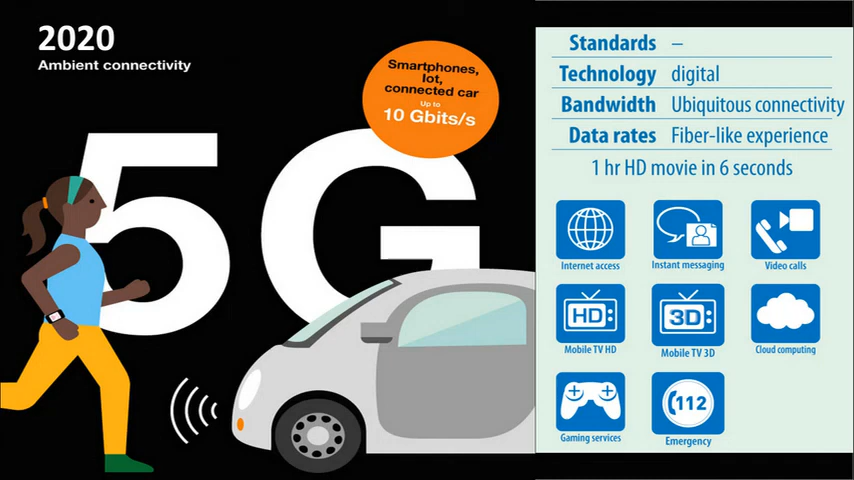 2020
Ambient connectivity
Smartphones,
Iot,
connected car
Up to
10 Gbits/s
5G
Standards –
Technology digital
Bandwidth Ubiquitous connectivity
Data rates Fiber-like experience
1 hr HD movie in 6 seconds
Internet access
Instant messaging
Video calls
HD
Mobile TV HD
3D
Mobile TV 3D
Cloud computing
Gaming services
112
Emergency